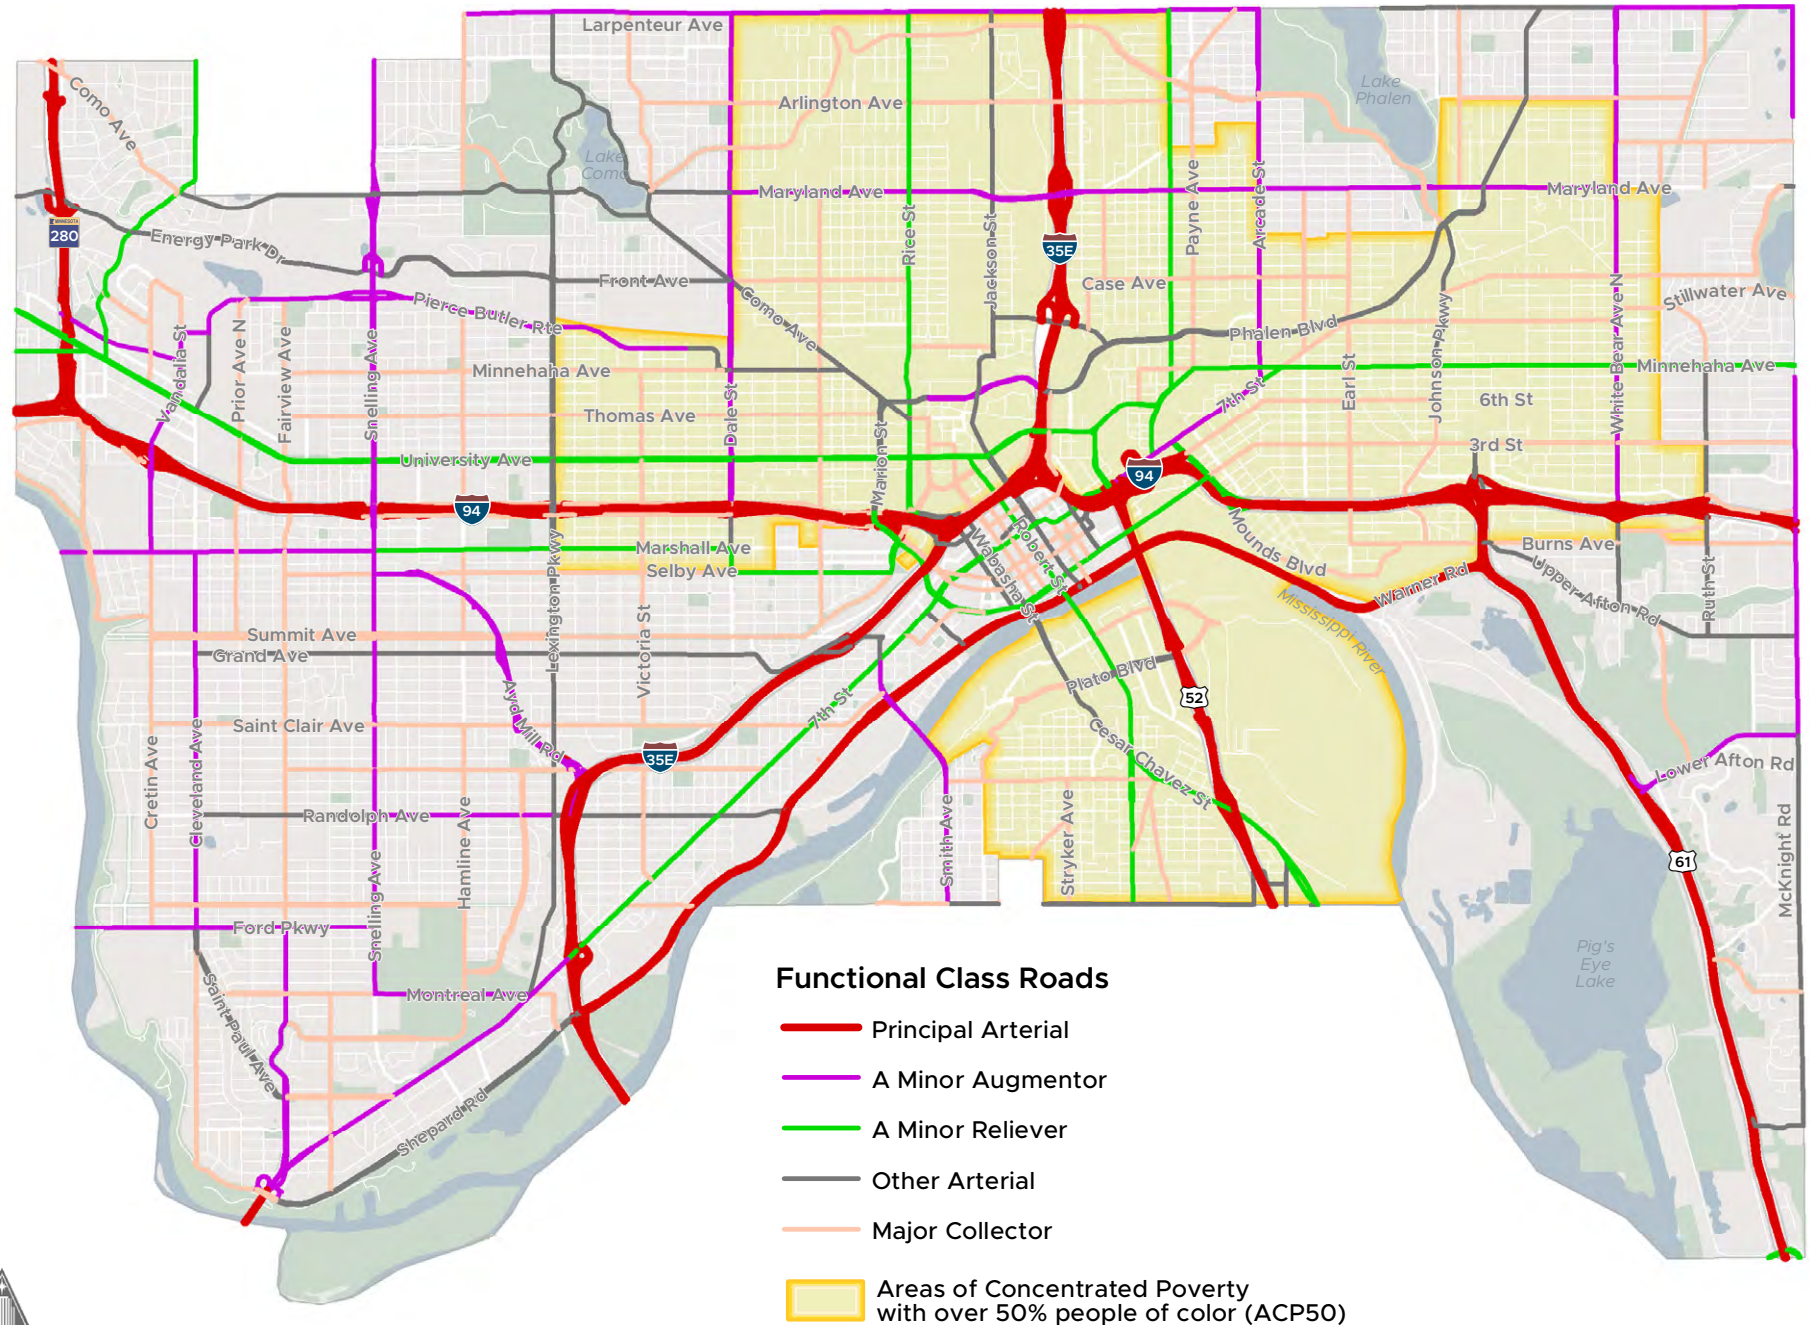 Larpenteur Ave
Como Ave
Arlington Ave
Lake
Phalen
Lake
Como
Maryland Ave
Maryland Ave
MINNESOTA
280
Energy Park Dr
Rice St
Jackson St
35E
Payne Ave
Arcade St
Front Ave
Como Ave
Case Ave
Stillwater Ave
Pierce Butler Rte
Phalen Blvd
Johnson Pkwy
White Bear Ave N
Vandalia St
Prior Ave N
Fairview Ave
Snelling Ave
Minnehaha Ave
Minnehaha Ave
Dale St
Earl St
7th St
6th St
Thomas Ave
Marion St
3rd St
University Ave
94
94
Robert St
Wabasha St
Mounds Blvd
Marshall Ave
Selby Ave
Burns Ave
Upper Afton Rd
Ruth St
Warner Rd
Mississippi River
Lexington Pkwy
Victoria St
Summit Ave
Grand Ave
Plato Blvd
52
Ayd Mill Rd
7th St
Saint Clair Ave
Cretin Ave
Cleveland Ave
35E
Cesar Chavez St
Lower Afton Rd
Randolph Ave
Hamline Ave
Snelling Ave
Smith Ave
Stryker Ave
McKnight Rd
61
Ford Pkwy
Pig's
Eye
Lake
Saint Paul Ave
Montreal Ave
Shepard Rd
Functional Class Roads
Principal Arterial
A Minor Augmentor
A Minor Reliever
Other Arterial
Major Collector
Areas of Concentrated Poverty
with over 50% people of color (ACP50)